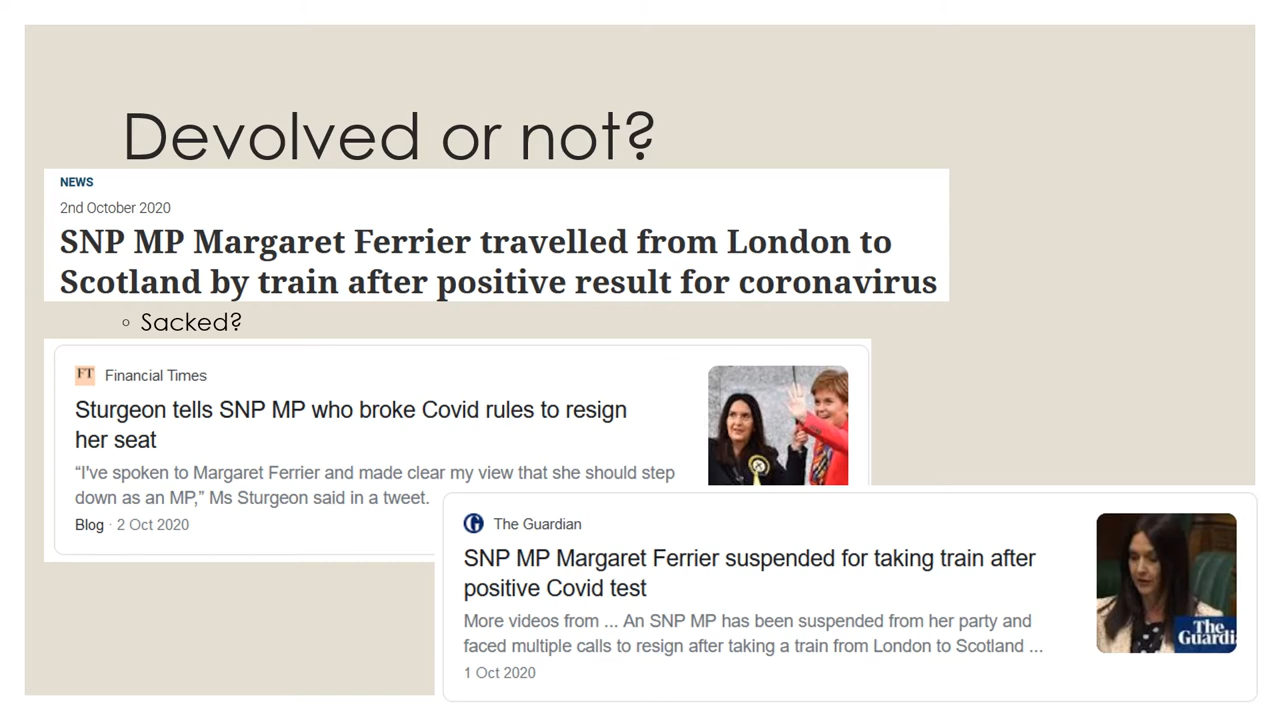 Devolved or not?
NEWS
2nd October 2020
SNP MP Margaret Ferrier travelled from London to
Scotland by train after positive result for coronavirus
◦ Sacked?
FT Financial Times
Sturgeon tells SNP MP who broke Covid rules to resign
her seat
“I've spoken to Margaret Ferrier and made clear my view that she should step
down as an MP,” Ms Sturgeon said in a tweet.
Blog · 2 Oct 2020
G The Guardian
SNP MP Margaret Ferrier suspended for taking train after
positive Covid test
More videos from ... An SNP MP has been suspended from her party and
faced multiple calls to resign after taking a train from London to Scotland ...
The
Guardi
1 Oct 2020